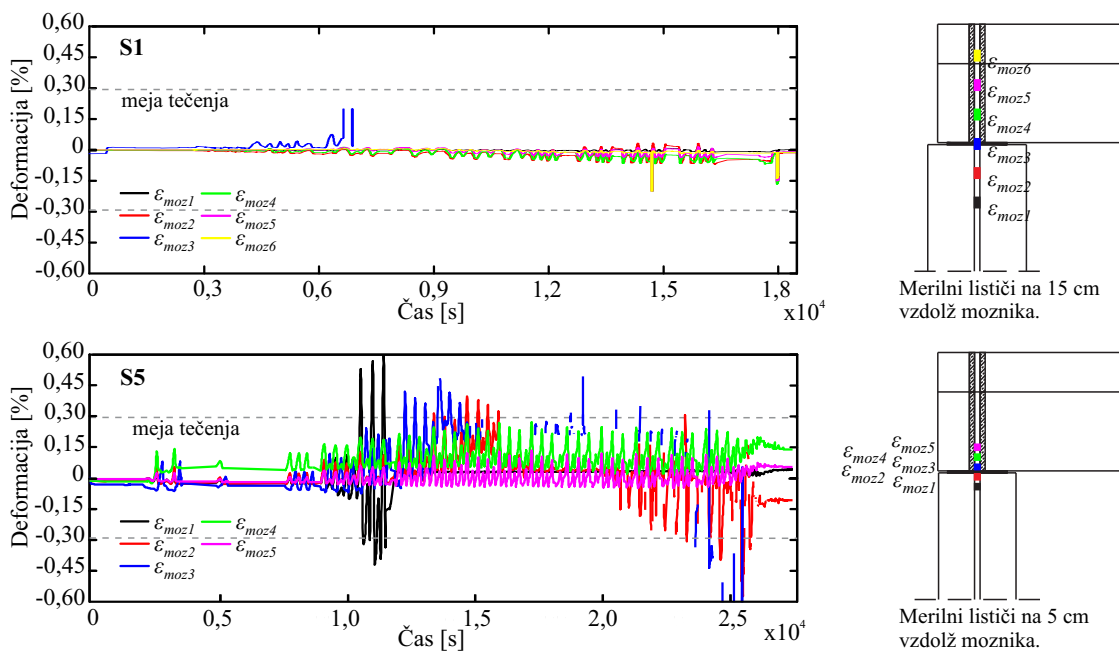 S1
Deformacija [%]
0,60
0,45
0,30
0,15
0
-0,15
-0,30
-0,45
-0,60
meja tečenja
εmoz1
εmoz2
εmoz3
εmoz4
εmoz5
εmoz6
0 0,3 0,6 0,9 1,2 1,5 1,8
Čas [s]
x10⁴
εmoz6
εmoz5
εmoz4
εmoz3
εmoz2
εmoz1
Merilni lističi na 15 cm
vzdolž moznika.
S5
Deformacija [%]
0,60
0,45
0,30
0,15
0
-0,15
-0,30
-0,45
-0,60
meja tečenja
εmoz1
εmoz2
εmoz3
εmoz4
εmoz5
0 0,5 1,0 1,5 2,0 2,5
Čas [s]
x10⁴
εmoz5
εmoz4 εmoz3
εmoz2 εmoz1
Merilni lističi na 5 cm
vzdolž moznika.